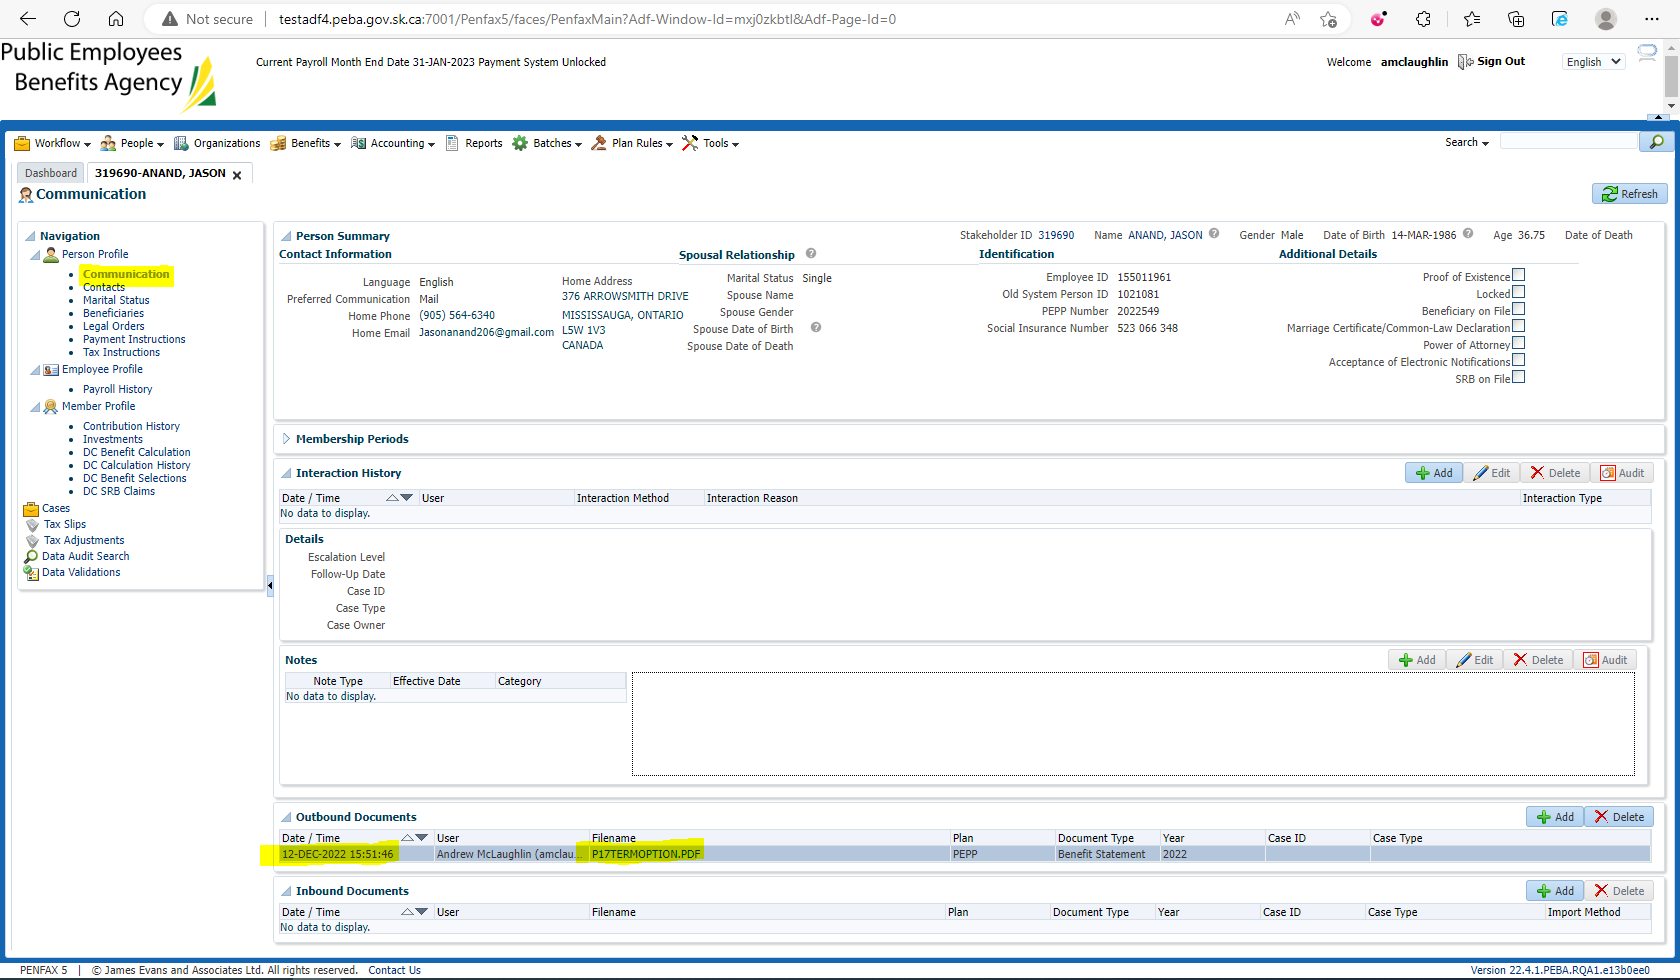 Not secure | testadf4.peba.gov.sk.ca:7001/Penfax5/faces/PenfaxMain?Adf-Window-Id=mxj0zkbtl&Adf-Page-Id=0
Public Employees
Benefits Agency
Current Payroll Month End Date 31-JAN-2023 Payment System Unlocked
Welcome amclaughlin Sign Out English
Workflow People Organizations Benefits Accounting Reports Batches Plan Rules Tools Search
Dashboard 319690-ANAND, JASON x
Communication
Refresh
Navigation
Person Profile
Communication
Contacts
Marital Status
Beneficiaries
Legal Orders
Payment Instructions
Tax Instructions
Employee Profile
Payroll History
Member Profile
Contribution History
Investments
DC Benefit Calculation
DC Calculation History
DC Benefit Selections
DC SRB Claims
Cases
Tax Slips
Tax Adjustments
Data Audit Search
Data Validations
Person Summary
Stakeholder ID 319690 Name ANAND, JASON Gender Male Date of Birth 14-MAR-1986 Age 36.75 Date of Death
Contact Information
Language English
Preferred Communication Mail
Home Phone (905) 564-6340
Home Email Jasonanand206@gmail.com
Home Address
376 ARROWSMITH DRIVE
MISSISSAUGA, ONTARIO
L5W 1V3
CANADA
Spousal Relationship
Marital Status Single
Spouse Name
Spouse Gender
Spouse Date of Birth
Spouse Date of Death
Identification
Employee ID 155011961
Old System Person ID 1021081
PEPP Number 2022549
Social Insurance Number 523 066 348
Additional Details
Proof of Existence
Locked
Beneficiary on File
Marriage Certificate/Common-Law Declaration
Power of Attorney
Acceptance of Electronic Notifications
SRB on File
Membership Periods
Interaction History
Add Edit Delete Audit
Date / Time User Interaction Method Interaction Reason Interaction Type
No data to display.
Details
Escalation Level
Follow-Up Date
Case ID
Case Type
Case Owner
Notes
Add Edit Delete Audit
Note Type Effective Date Category
No data to display.
Outbound Documents
Add Delete
Date / Time User Filename Plan Document Type Year Case ID Case Type
12-DEC-2022 15:51:46 Andrew McLaughlin (amclau... P17TERMOPTION.PDF PEPP Benefit Statement 2022
Inbound Documents
Add Delete
Date / Time User Filename Plan Document Type Year Case ID Case Type Import Method
No data to display.
PENFAX 5 | © James Evans and Associates Ltd. All rights reserved. Contact Us
Version 22.4.1.PEBA.RQA1.e13b0ee0